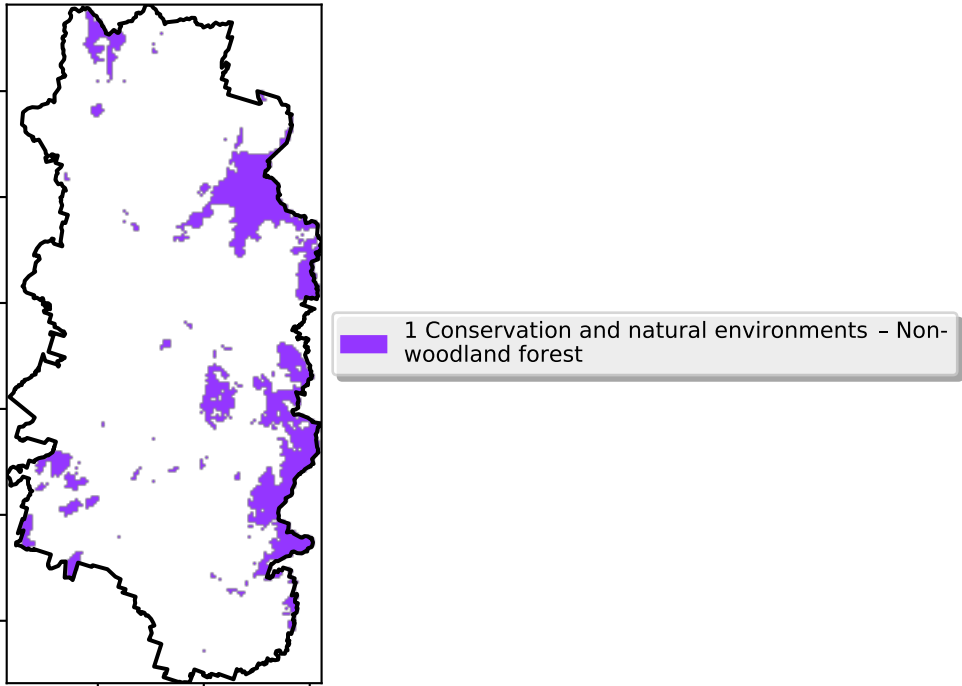 1 Conservation and natural environments – Non-
woodland forest